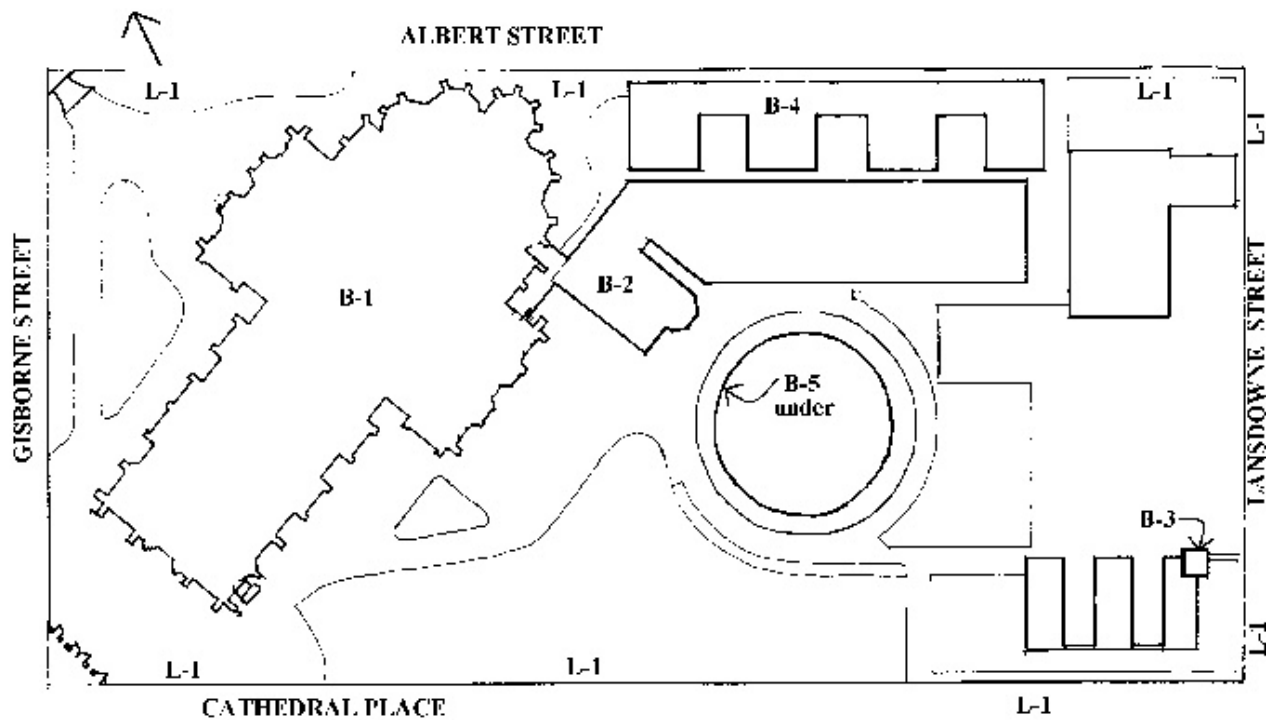 ALBERT STREET
L-1
L-1
B-4
L-1
L-1
GISBORNE STREET
B-1
B-2
LANSDOWNE STREET
B-5
under
B-3
L-1
L-1
L-1
L-1
CATHEDRAL PLACE